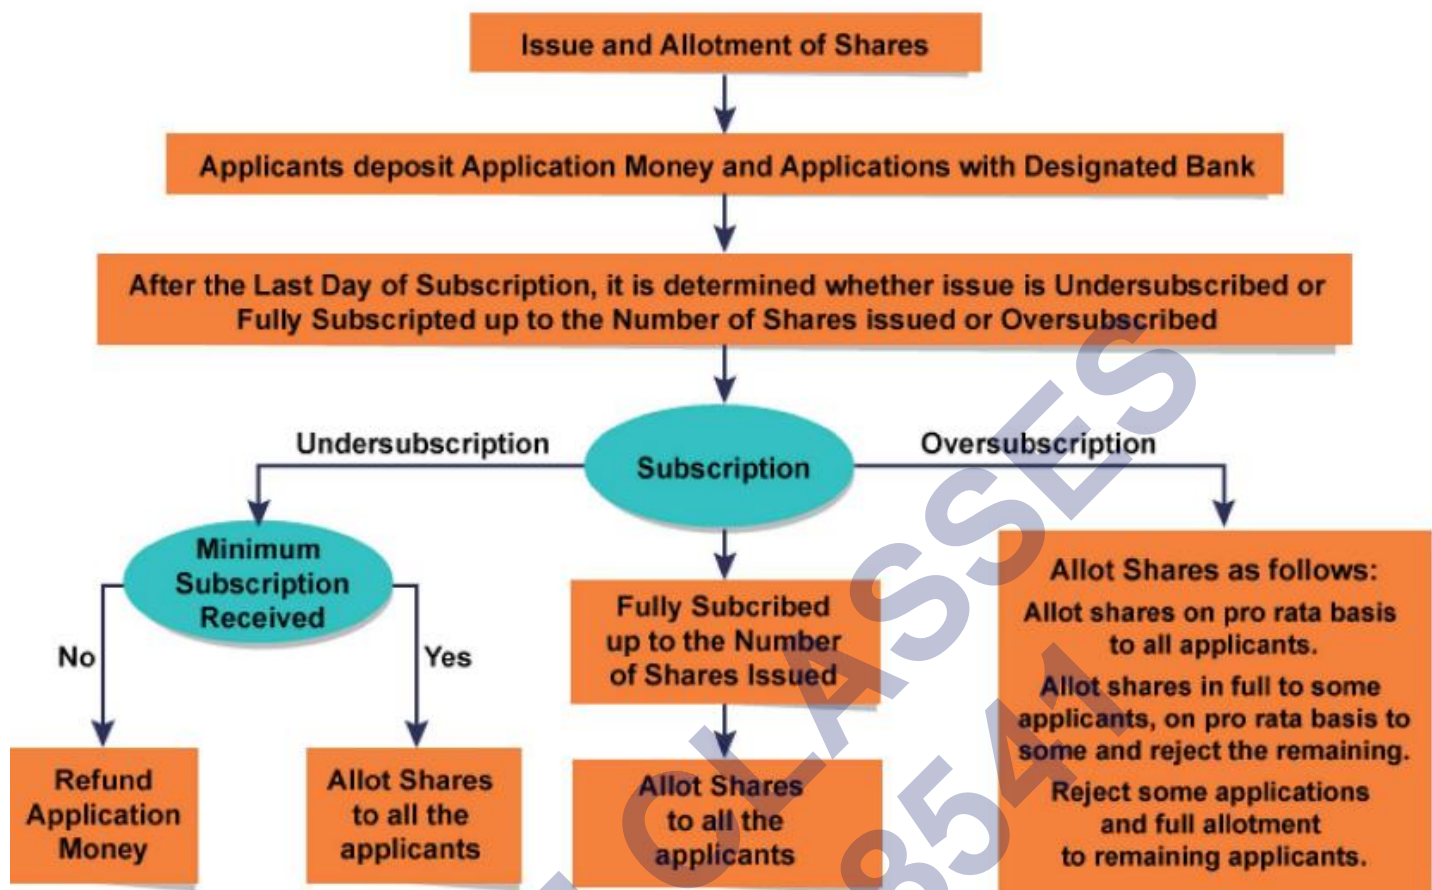 Issue and Allotment of Shares
Applicants deposit Application Money and Applications with Designated Bank
After the Last Day of Subscription, it is determined whether issue is Undersubscribed or
Fully Subscripted up to the Number of Shares issued or Oversubscribed
Undersubscription
Subscription
Oversubscription
Minimum
Subscription
Received
No
Yes
Refund
Application
Money
Allot Shares
to all the
applicants
Fully Subcribed
up to the Number
of Shares Issued
Allot Shares
to all the
applicants
Allot Shares as follows:
Allot shares on pro rata basis
to all applicants.
Allot shares in full to some
applicants, on pro rata basis to
some and reject the remaining.
Reject some applications
and full allotment
to remaining applicants.
CLASSES
8541